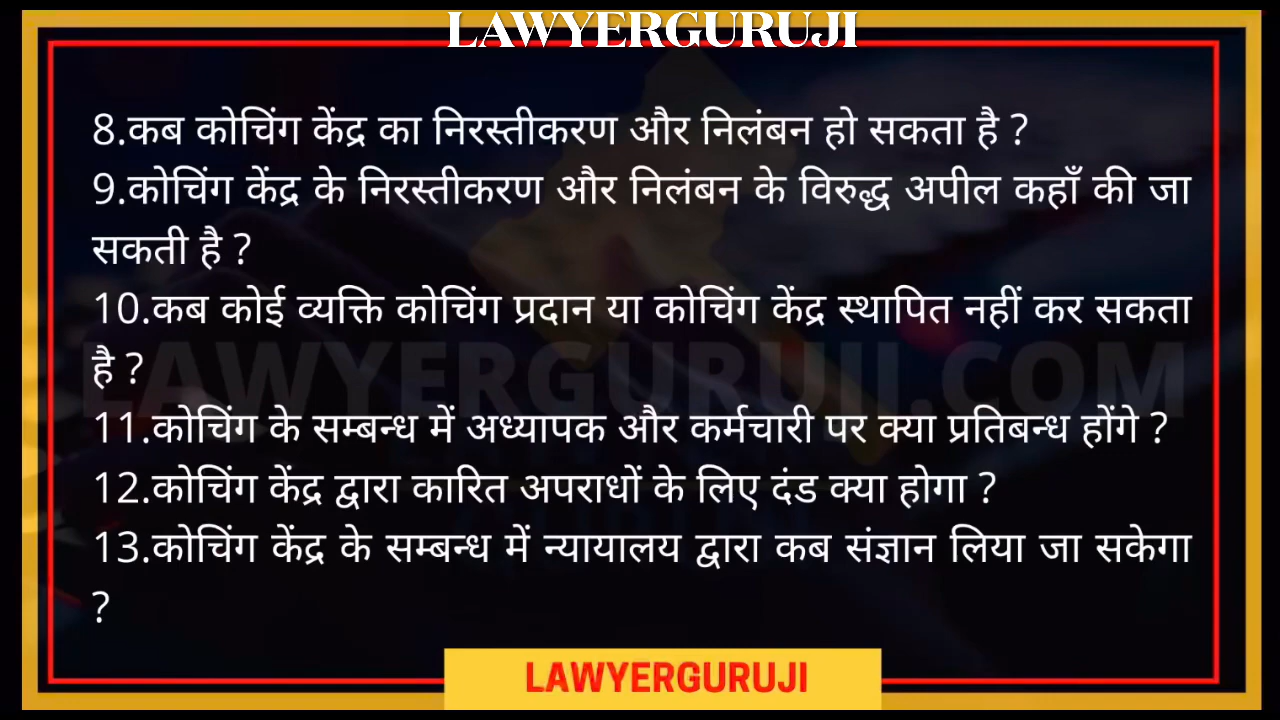 LAWYERGURUJI
8.कब कोचिंग केंद्र का निरस्तीकरण और निलंबन हो सकता है ?
9.कोचिंग केंद्र के निरस्तीकरण और निलंबन के विरुद्ध अपील कहाँ की जा
सकती है ?
10.कब कोई व्यक्ति कोचिंग प्रदान या कोचिंग केंद्र स्थापित नहीं कर सकता
है ?
LAWYERGURUJI.COM
11.कोचिंग के सम्बन्ध में अध्यापक और कर्मचारी पर क्या प्रतिबन्ध होंगे ?
12.कोचिंग केंद्र द्वारा कारित अपराधों के लिए दंड क्या होगा ?
13.कोचिंग केंद्र के सम्बन्ध में न्यायालय द्वारा कब संज्ञान लिया जा सकेगा
?
LAWYERGURUJI